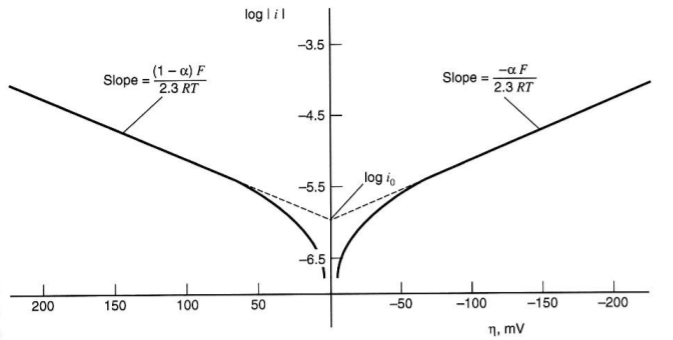 log | i |
−3.5
Slope = (1 − α) F / 2.3 RT
Slope = −α F / 2.3 RT
−4.5
log i₀
−5.5
−6.5
200 150 100 50 −50 −100 −150 −200
η, mV